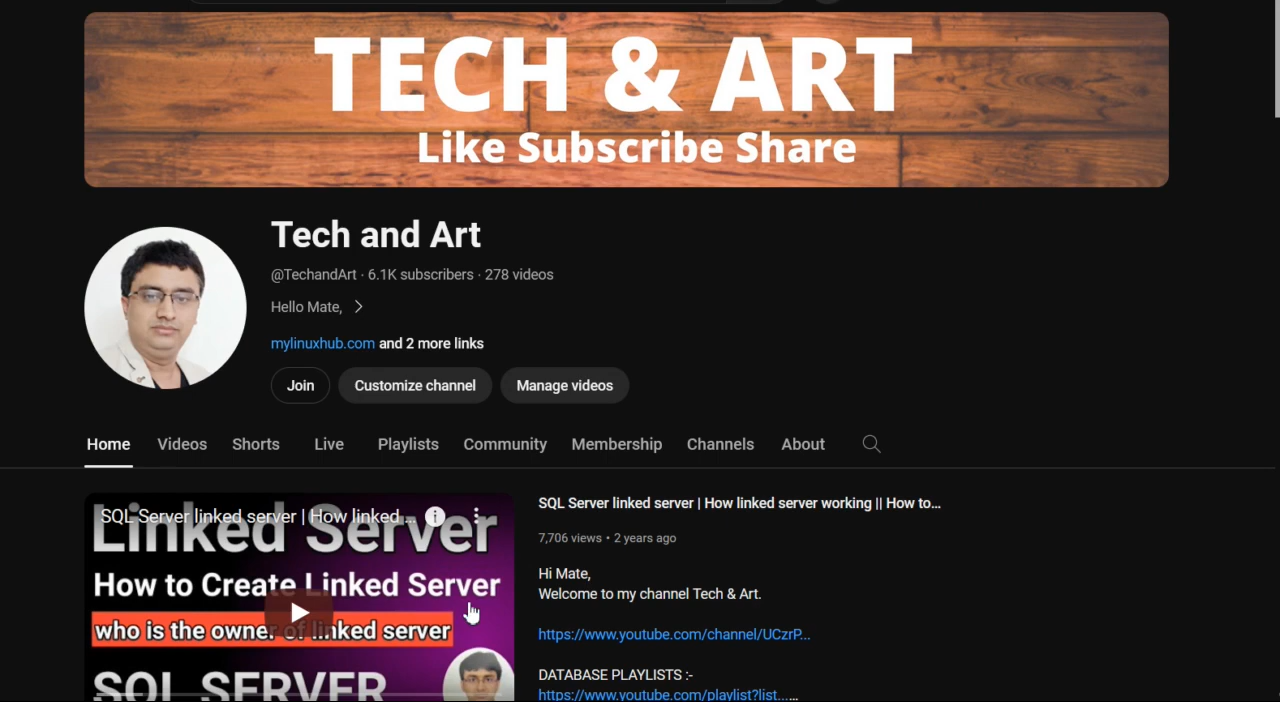 TECH & ART
Like Subscribe Share
Tech and Art
@TechandArt · 6.1K subscribers · 278 videos
Hello Mate,
mylinuxhub.com and 2 more links
Join Customize channel Manage videos
Home Videos Shorts Live Playlists Community Membership Channels About
SQL Server linked server | How linked ...
Linked Server
How to Create Linked Server
who is the owner of linked server
SQL SERVER
SQL Server linked server | How linked server working || How to...
7,706 views • 2 years ago
Hi Mate,
Welcome to my channel Tech & Art.
https://www.youtube.com/channel/UCzrP...
DATABASE PLAYLISTS :-
https://www.youtube.com/playlist?list......